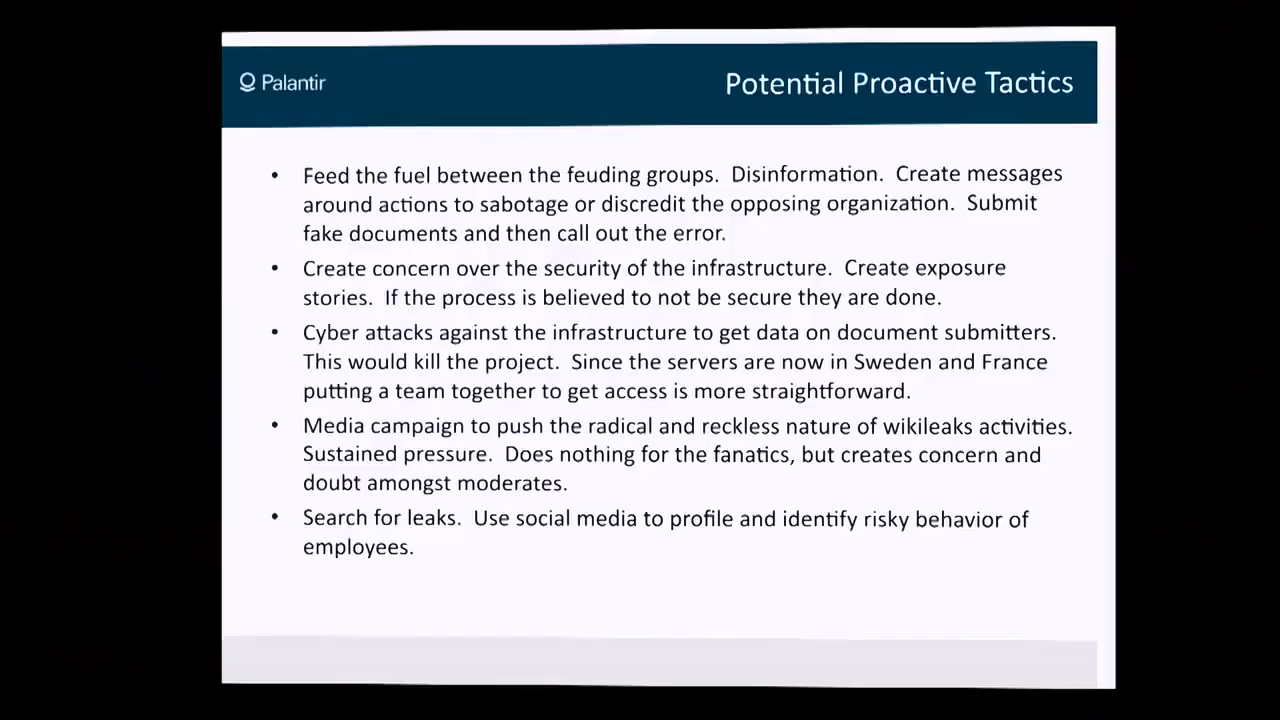 Palantir
Potential Proactive Tactics
• Feed the fuel between the feuding groups. Disinformation. Create messages
around actions to sabotage or discredit the opposing organization. Submit
fake documents and then call out the error.
• Create concern over the security of the infrastructure. Create exposure
stories. If the process is believed to not be secure they are done.
• Cyber attacks against the infrastructure to get data on document submitters.
This would kill the project. Since the servers are now in Sweden and France
putting a team together to get access is more straightforward.
• Media campaign to push the radical and reckless nature of wikileaks activities.
Sustained pressure. Does nothing for the fanatics, but creates concern and
doubt amongst moderates.
• Search for leaks. Use social media to profile and identify risky behavior of
employees.